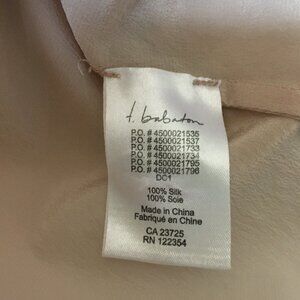 t. babaton
P.O. # 4500021535
P.O. # 4500021537
P.O. # 4500021733
P.O. # 4500021734
P.O. # 4500021795
P.O. # 4500021796
DC1
100% Silk
100% Soie
Made in China
Fabriqué en Chine
CA 23725
RN 122354